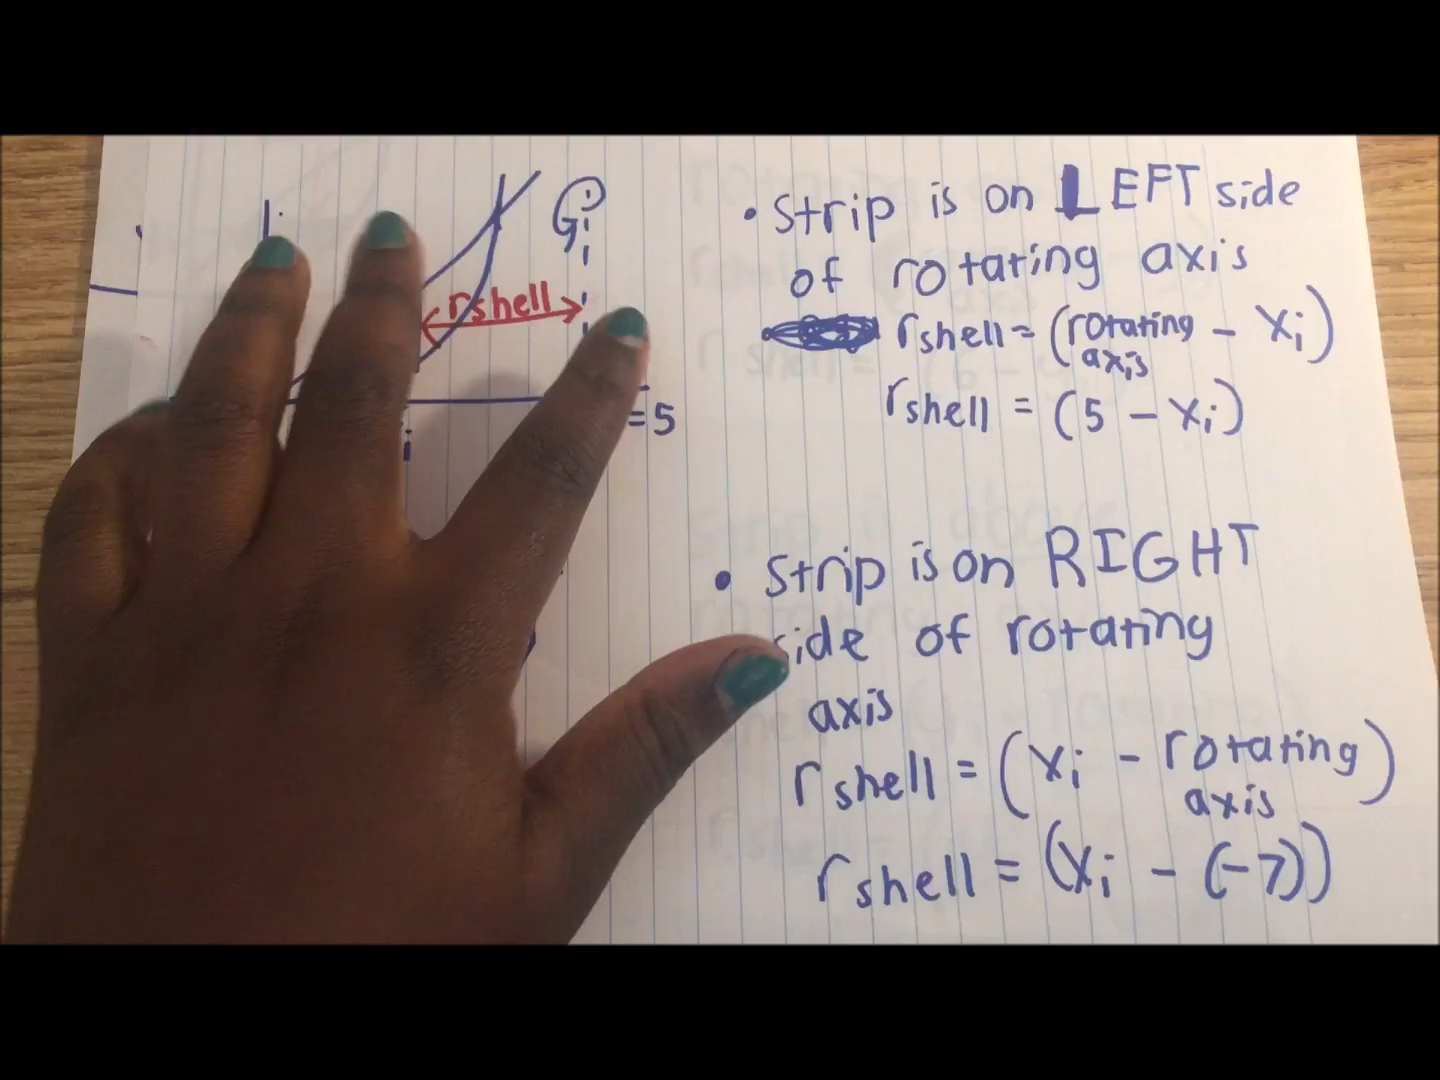 rshell
i
=5
• Strip is on LEFT side
of rotating axis
rshell = (rotating axis - xi)
rshell = (5 - xi)
• Strip is on RIGHT
side of rotating
axis
rshell = (xi - rotating axis)
rshell = (xi - (-7))